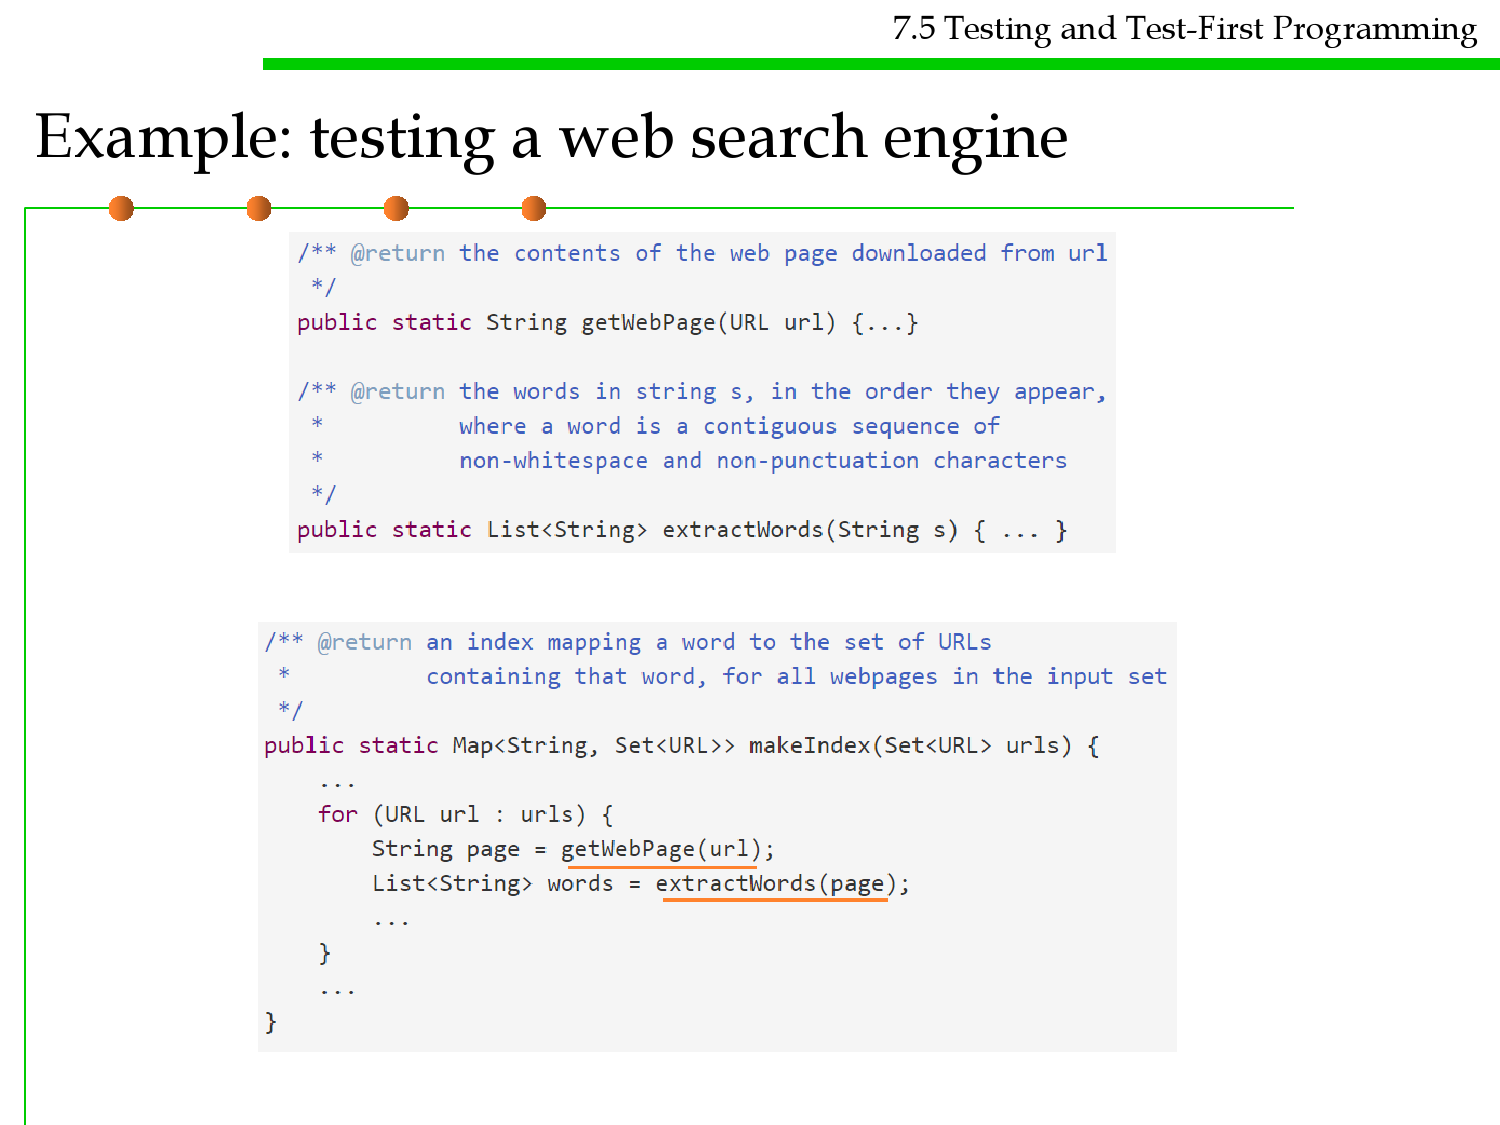 7.5 Testing and Test-First Programming
Example: testing a web search engine
/** @return the contents of the web page downloaded from url
 */
public static String getWebPage(URL url) {...}
/** @return the words in string s, in the order they appear,
 *          where a word is a contiguous sequence of
 *          non-whitespace and non-punctuation characters
 */
public static List<String> extractWords(String s) { ... }
/** @return an index mapping a word to the set of URLs
 *          containing that word, for all webpages in the input set
 */
public static Map<String, Set<URL>> makeIndex(Set<URL> urls) {
    ...
    for (URL url : urls) {
        String page = getWebPage(url);
        List<String> words = extractWords(page);
        ...
    }
    ...
}